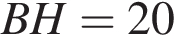 BH = 20